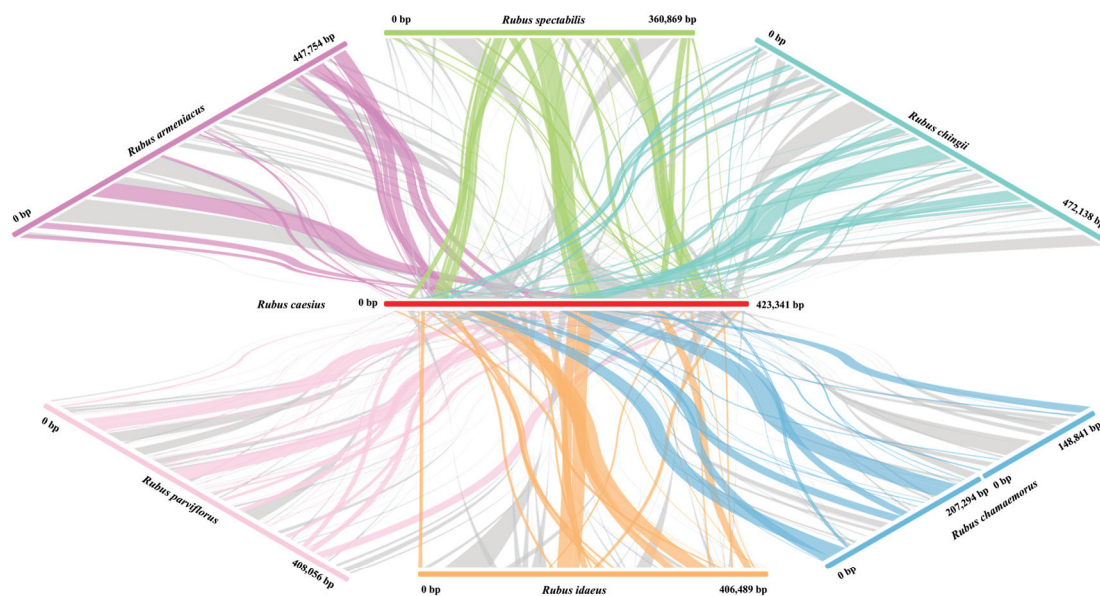 0 bp Rubus spectabilis 360,869 bp
447,754 bp
Rubus armeniacus
0 bp
0 bp
Rubus chingii
472,138 bp
Rubus caesius 0 bp 423,341 bp
0 bp
Rubus parviflorus
408,056 bp
0 bp Rubus idaeus 406,489 bp
148,841 bp
0 bp
207,294 bp
Rubus chamaemorus
0 bp